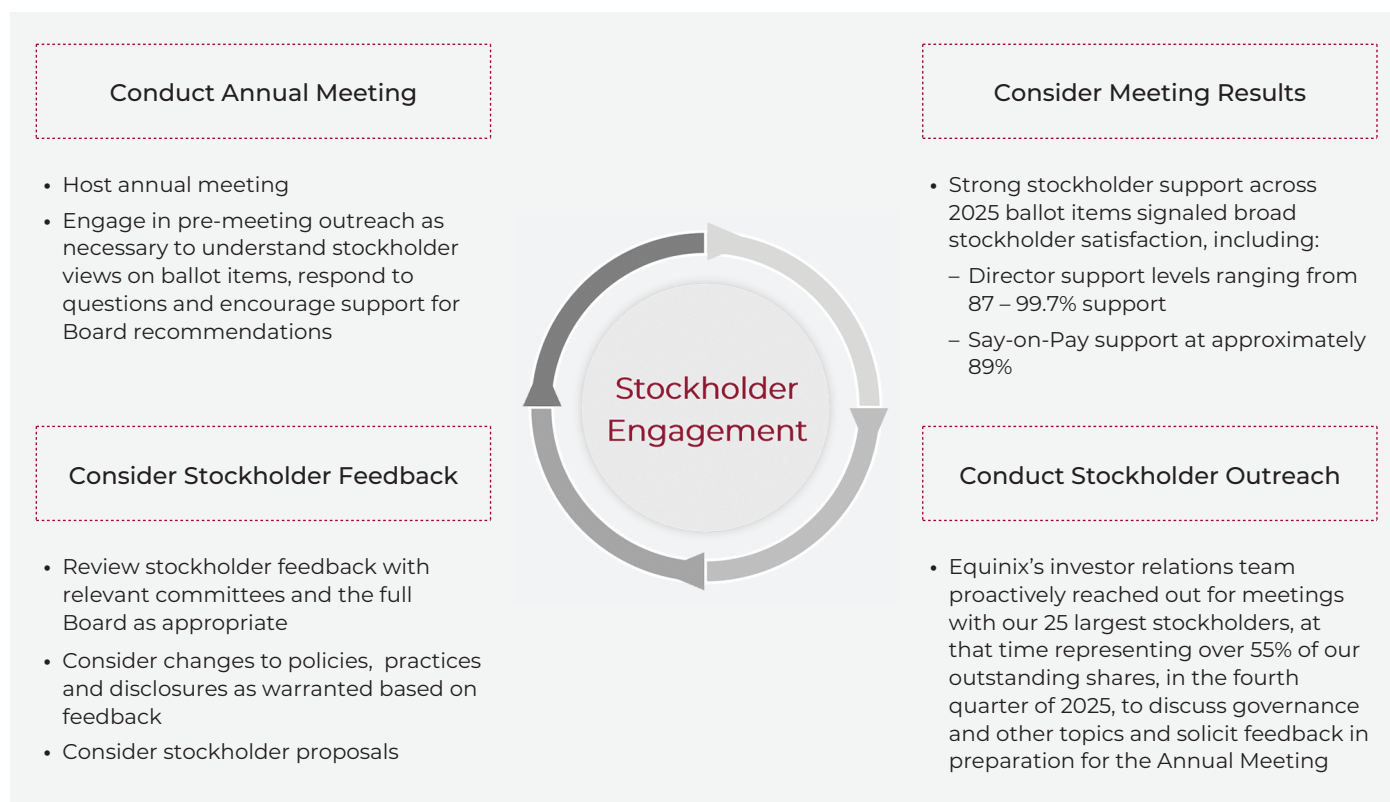 Conduct Annual Meeting
• Host annual meeting
• Engage in pre-meeting outreach as
necessary to understand stockholder
views on ballot items, respond to
questions and encourage support for
Board recommendations
Consider Meeting Results
• Strong stockholder support across
2025 ballot items signaled broad
stockholder satisfaction, including:
– Director support levels ranging from
87 – 99.7% support
– Say-on-Pay support at approximately
89%
Stockholder
Engagement
Consider Stockholder Feedback
• Review stockholder feedback with
relevant committees and the full
Board as appropriate
• Consider changes to policies,  practices
and disclosures as warranted based on
feedback
• Consider stockholder proposals
Conduct Stockholder Outreach
• Equinix’s investor relations team
proactively reached out for meetings
with our 25 largest stockholders, at
that time representing over 55% of our
outstanding shares, in the fourth
quarter of 2025, to discuss governance
and other topics and solicit feedback in
preparation for the Annual Meeting